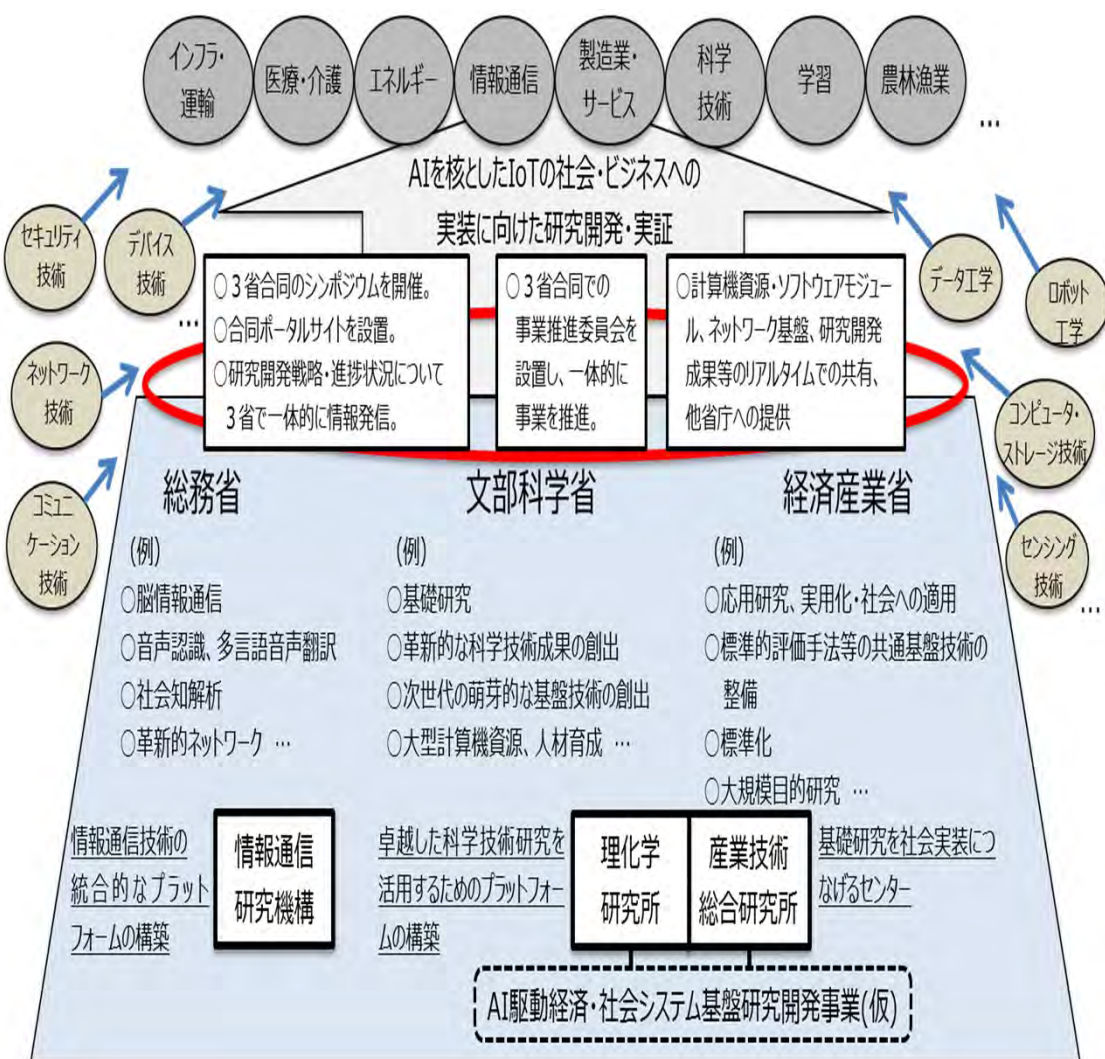 インフラ・
運輸
医療・介護
エネルギー
情報通信
製造業・
サービス
科学
技術
学習
農林漁業
…
AIを核としたIoTの社会・ビジネスへの
実装に向けた研究開発・実証
セキュリティ
技術
デバイス
技術
…
ネットワーク
技術
コミュニ
ケーション
技術
データ工学
ロボット
工学
コンピュータ・
ストレージ技術
センシング
技術
…
○３省合同のシンポジウムを開催。
○合同ポータルサイトを設置。
○研究開発戦略・進捗状況について
３省で一体的に情報発信。
○３省合同での
事業推進委員会を
設置し、一体的に
事業を推進。
○計算機資源・ソフトウェアモジュー
ル、ネットワーク基盤、研究開発
成果等のリアルタイムでの共有、
他省庁への提供
総務省
(例)
○脳情報通信
○音声認識、多言語音声翻訳
○社会知解析
○革新的ネットワーク …
文部科学省
(例)
○基礎研究
○革新的な科学技術成果の創出
○次世代の萌芽的な基盤技術の創出
○大型計算機資源、人材育成 …
経済産業省
(例)
○応用研究、実用化・社会への適用
○標準的評価手法等の共通基盤技術の
整備
○標準化
○大規模目的研究 …
情報通信技術の
統合的なプラット
フォームの構築
情報通信
研究機構
卓越した科学技術研究を
活用するためのプラットフォー
ムの構築
理化学
研究所
産業技術
総合研究所
基礎研究を社会実装につ
なげるセンター
AI駆動経済・社会システム基盤研究開発事業(仮)